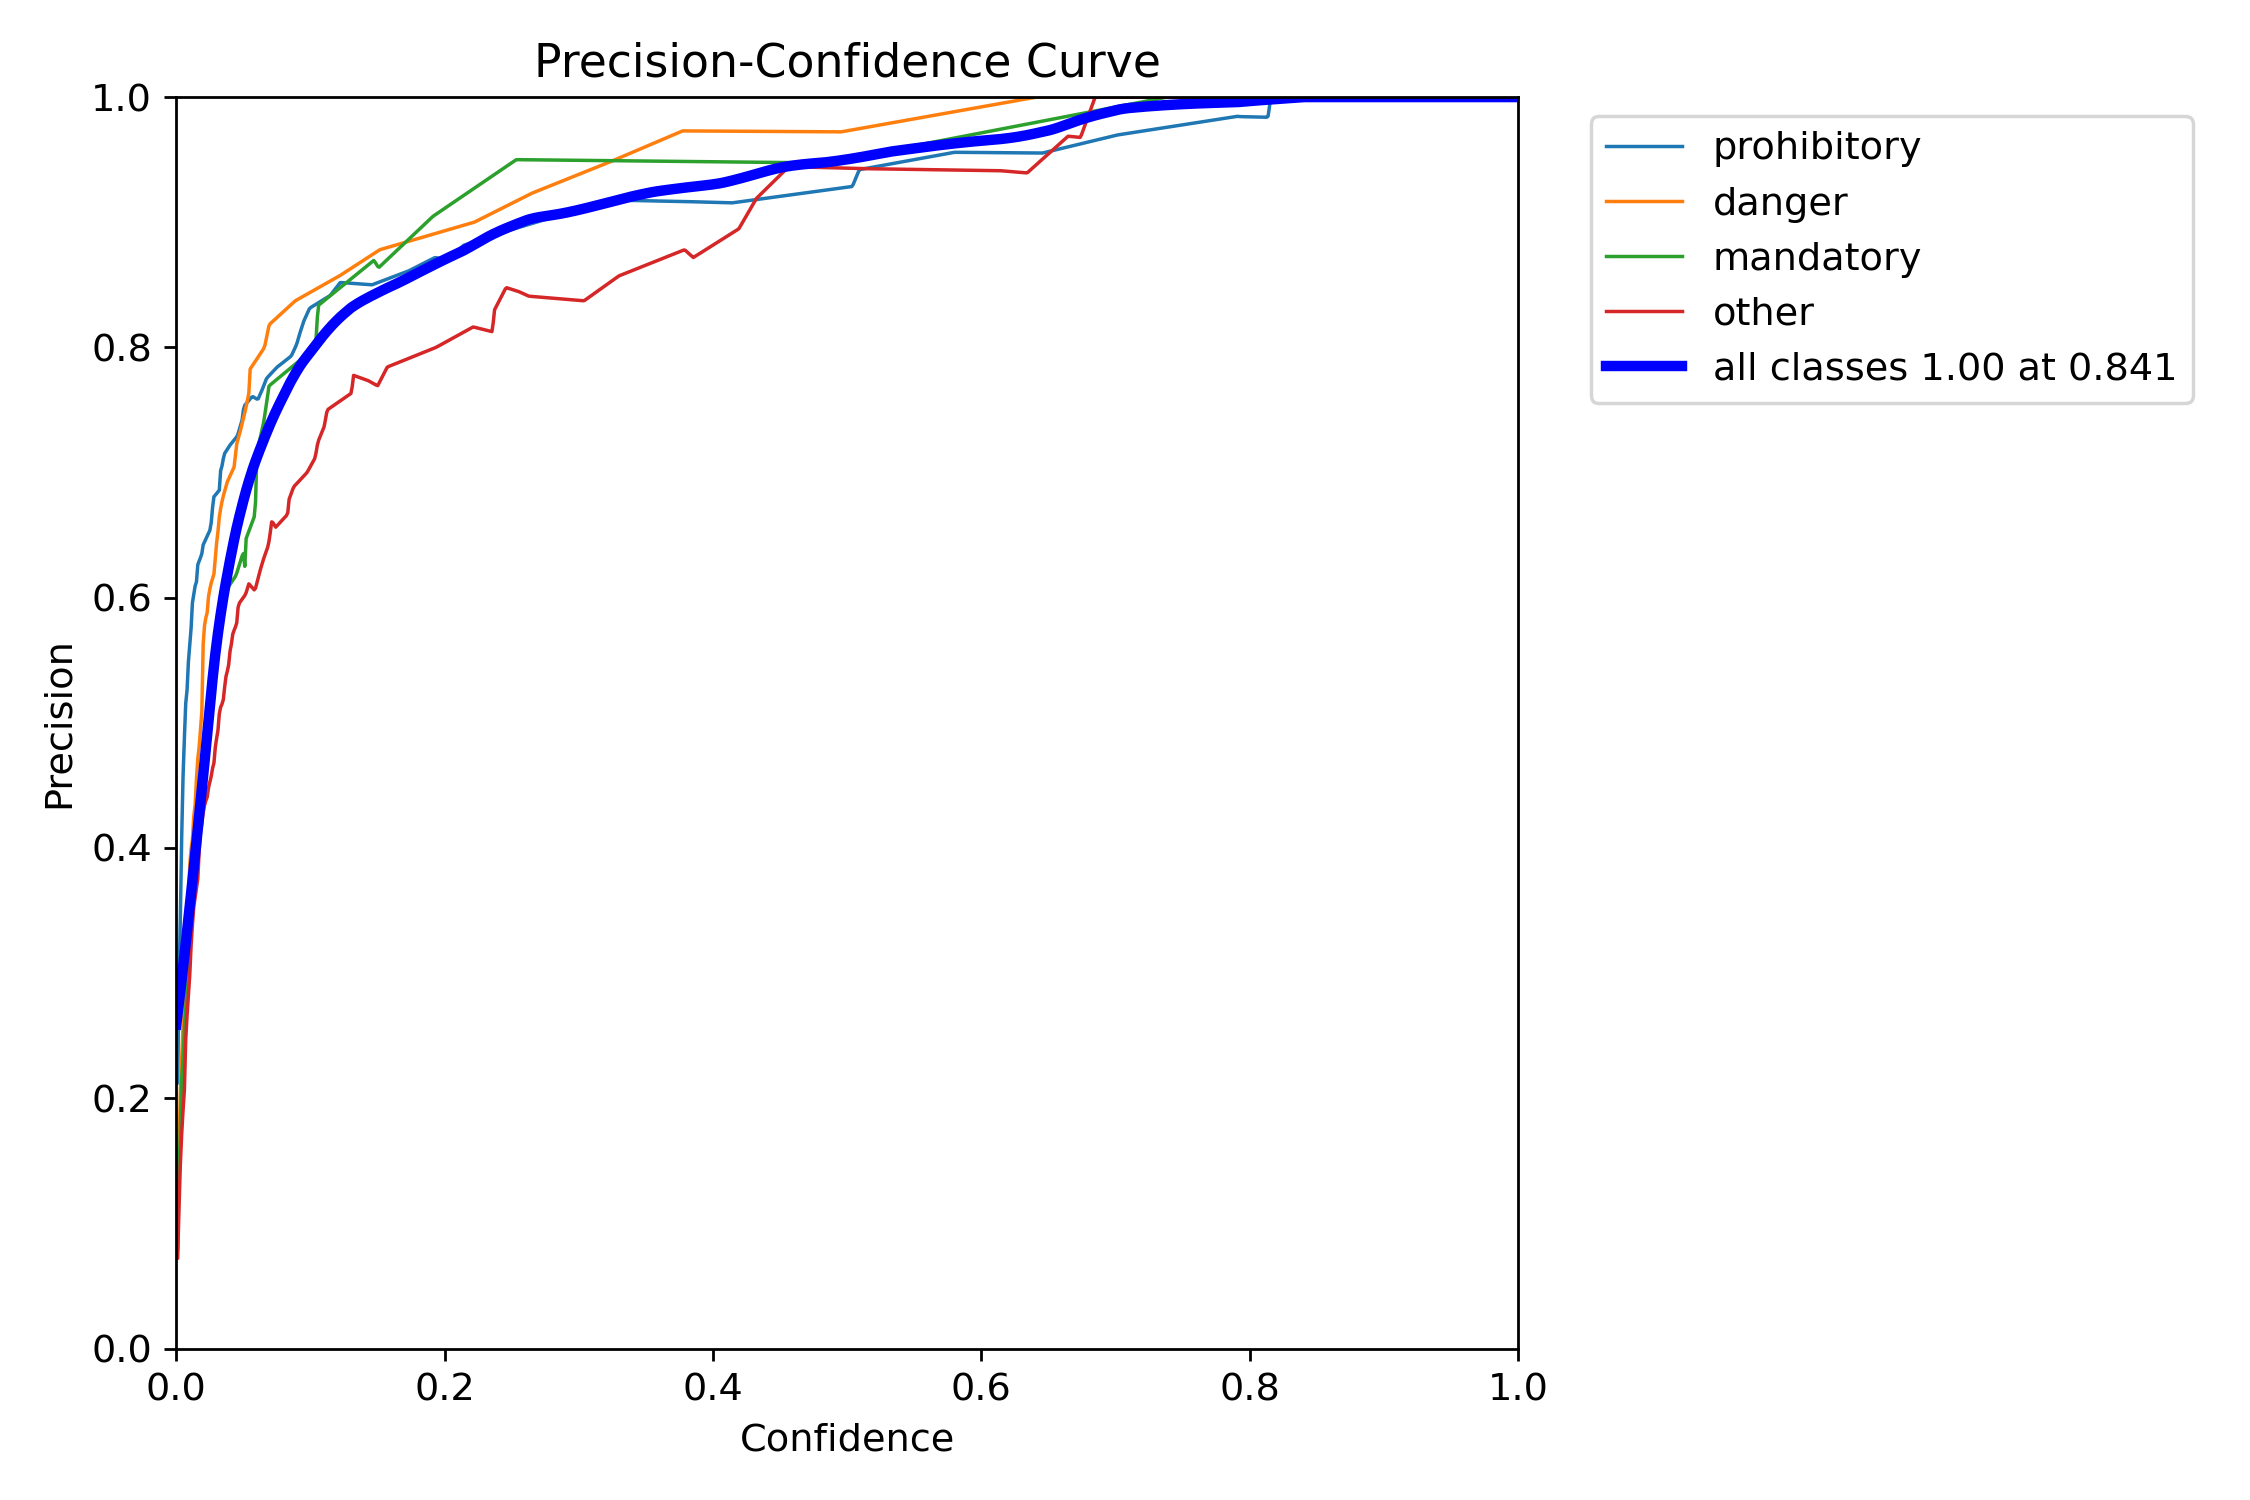 Precision-Confidence Curve
1.0
0.8
0.6
0.4
0.2
0.0
Precision
0.0 0.2 0.4 0.6 0.8 1.0
Confidence
prohibitory
danger
mandatory
other
all classes 1.00 at 0.841